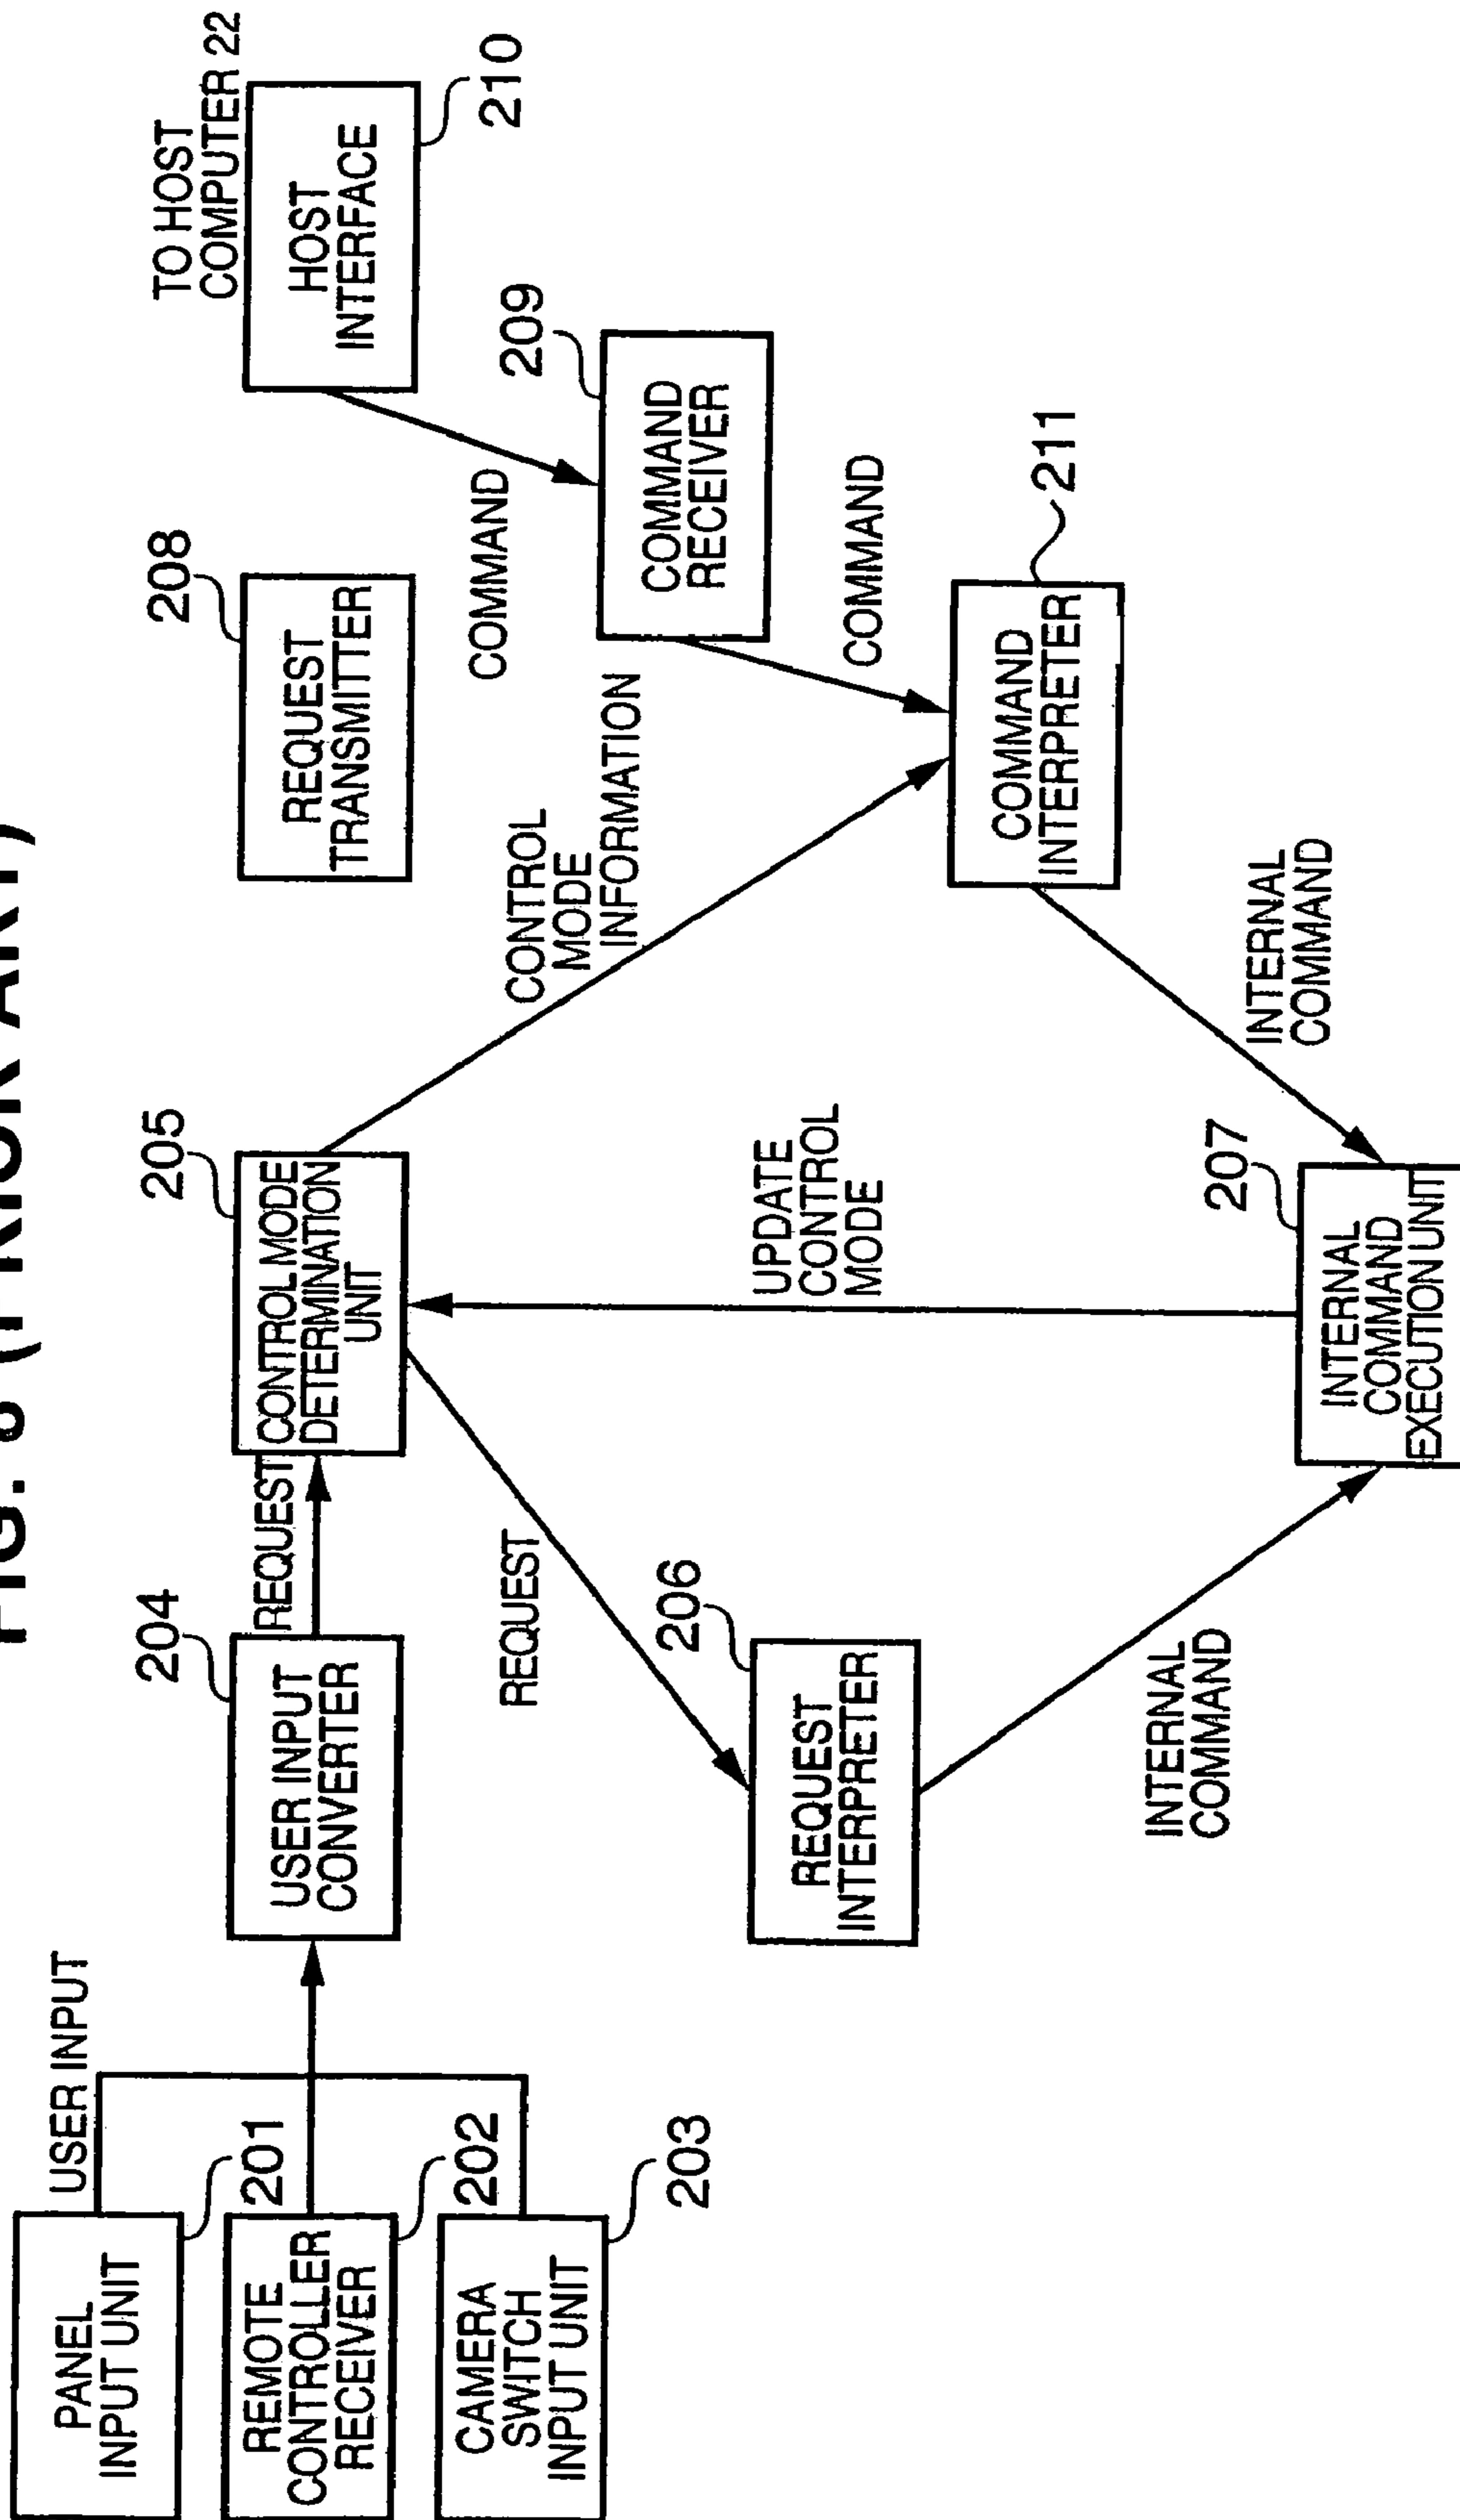 FIG. (PRIOR ART)
USER INPUT
PANEL
INPUT UNIT
201
REMOTE
CONTROLLER
RECEIVER
202
CAMERA
SWITCH
INPUT UNIT
203
204
USER INPUT
CONVERTER
REQUEST
205
CONTROL MODE
DETERMINATION
UNIT
208
REQUEST
TRANSMITTER
TO HOST
COMPUTER 22
HOST
INTERFACE
210
REQUEST
206
REQUEST
INTERPRETER
UPDATE
CONTROL
MODE
CONTROL
MODE
INFORMATION
COMMAND
209
COMMAND
RECEIVER
COMMAND
211
COMMAND
INTERPRETER
INTERNAL
COMMAND
207
INTERNAL
COMMAND
EXECUTION UNIT
INTERNAL
COMMAND